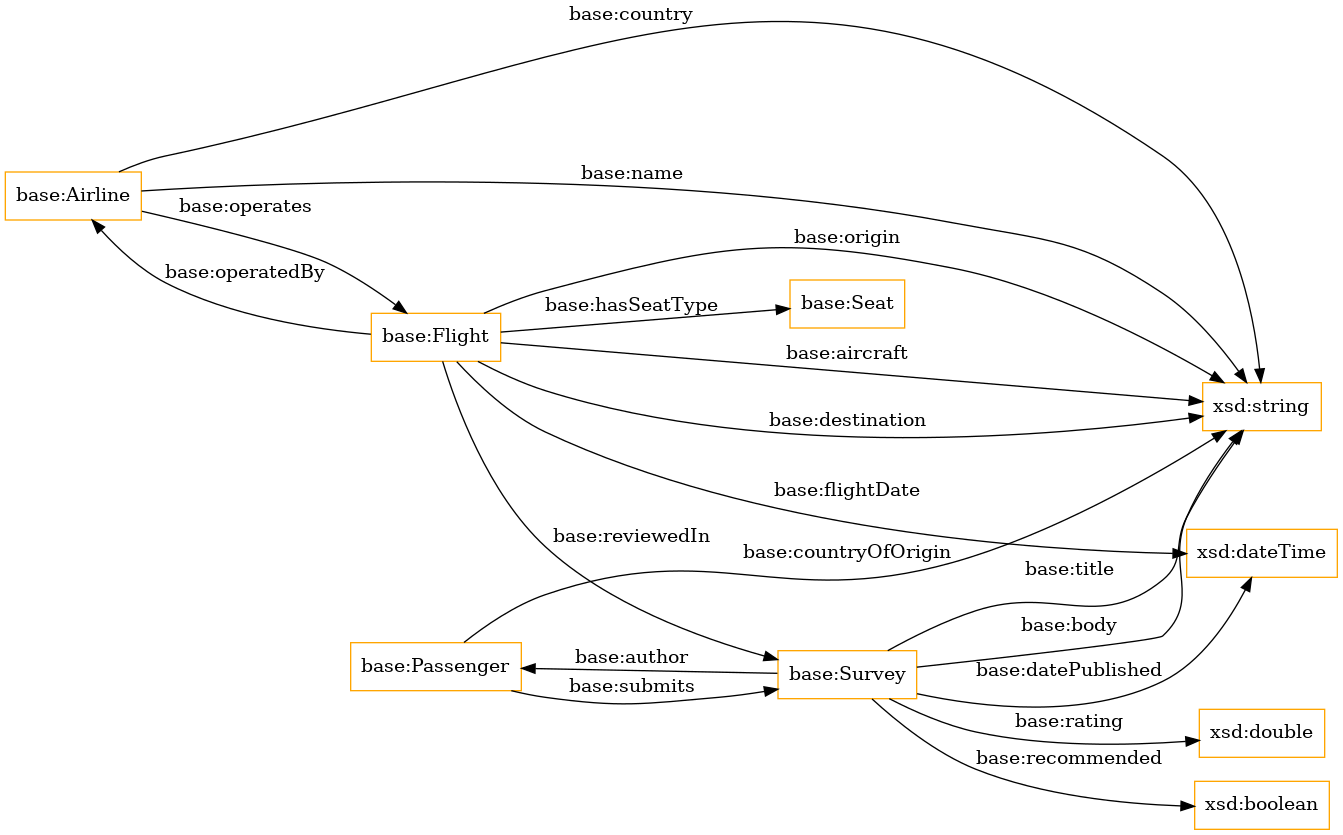 base:country
base:name
base:Airline
base:operates
base:origin
base:operatedBy
base:hasSeatType
base:Seat
base:Flight
base:aircraft
xsd:string
base:destination
base:flightDate
base:reviewedIn
base:countryOfOrigin
xsd:dateTime
base:title
base:body
base:Passenger
base:author
base:submits
base:Survey
base:datePublished
base:rating
xsd:double
base:recommended
xsd:boolean